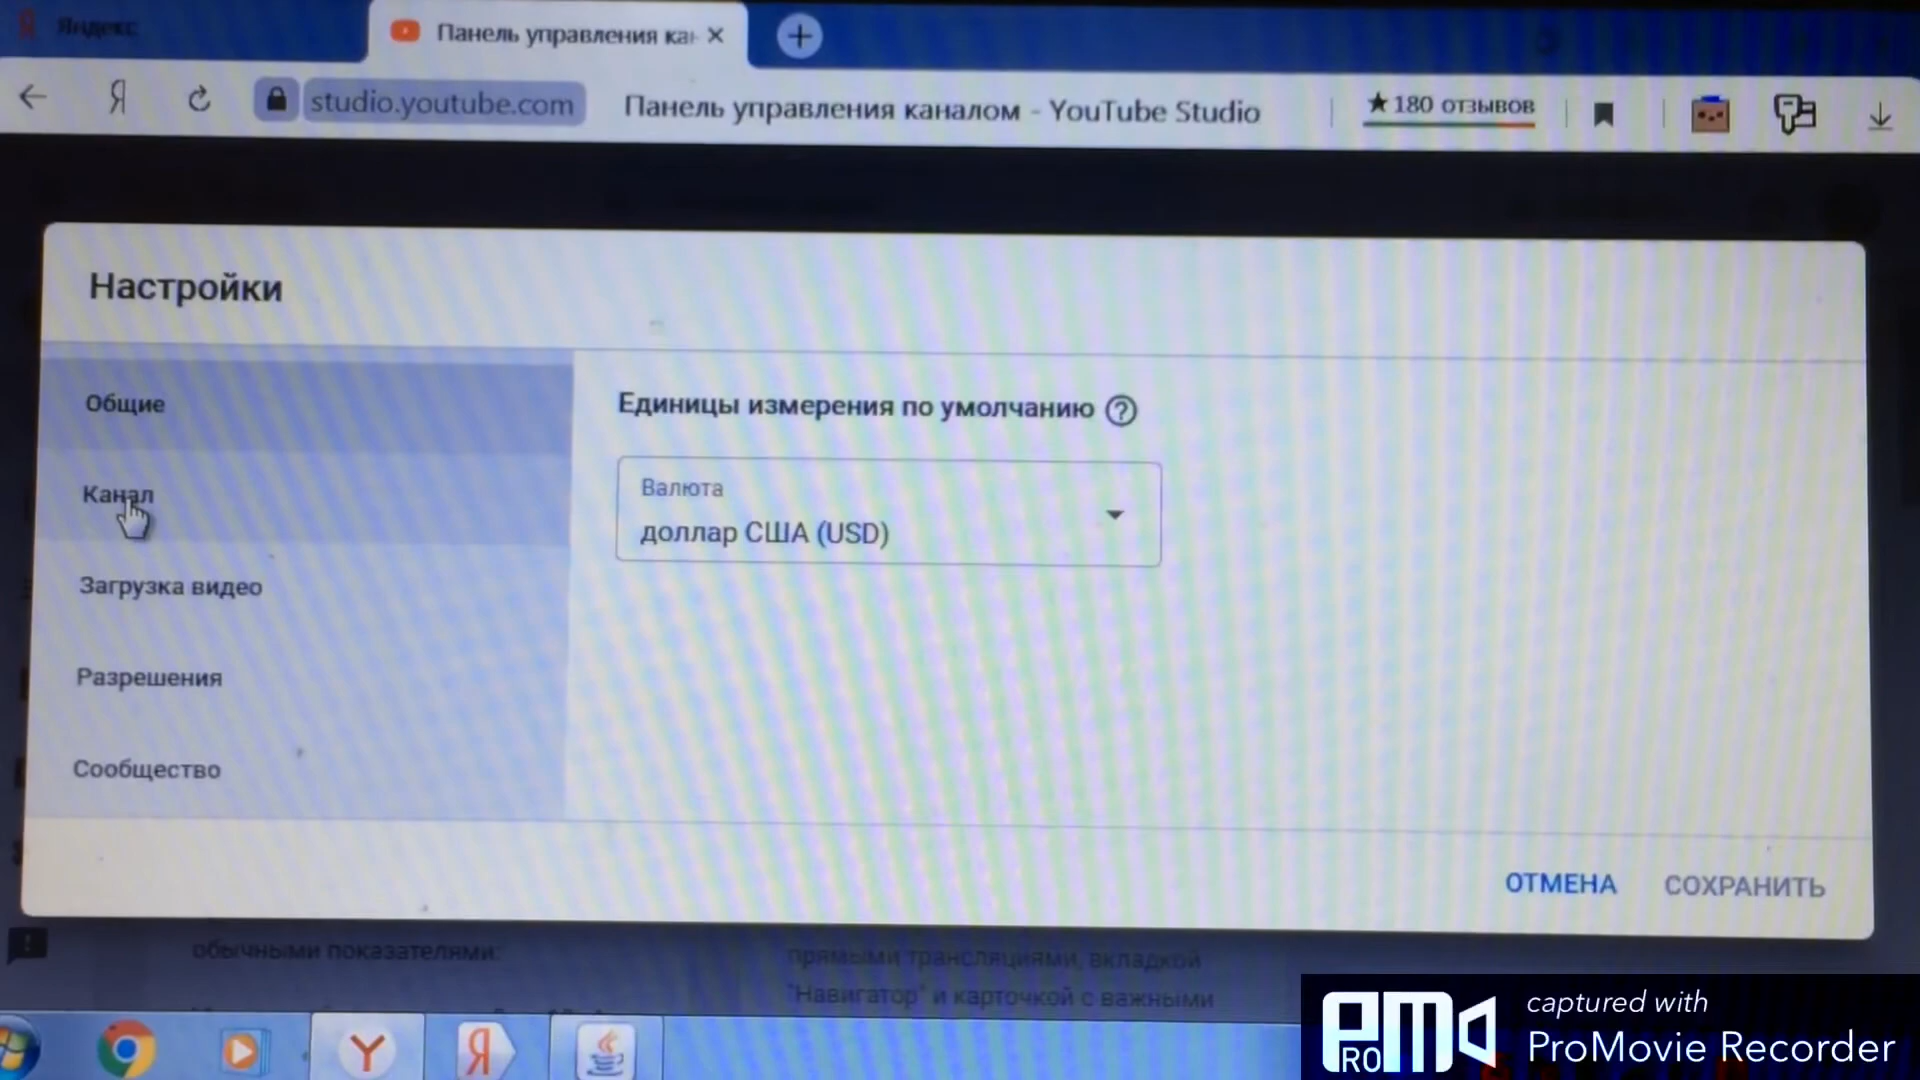 Яндекс
Панель управления кан
studio.youtube.com
Панель управления каналом - YouTube Studio
★180 отзывов
Настройки
Общие
Единицы измерения по умолчанию
Канал
Валюта
доллар США (USD)
Загрузка видео
Разрешения
Сообщество
ОТМЕНА
СОХРАНИТЬ
обычными показателями:
прямыми трансляциями, вкладкой
"Навигатор" и карточкой с важными
captured with
PRO
ProMovie Recorder